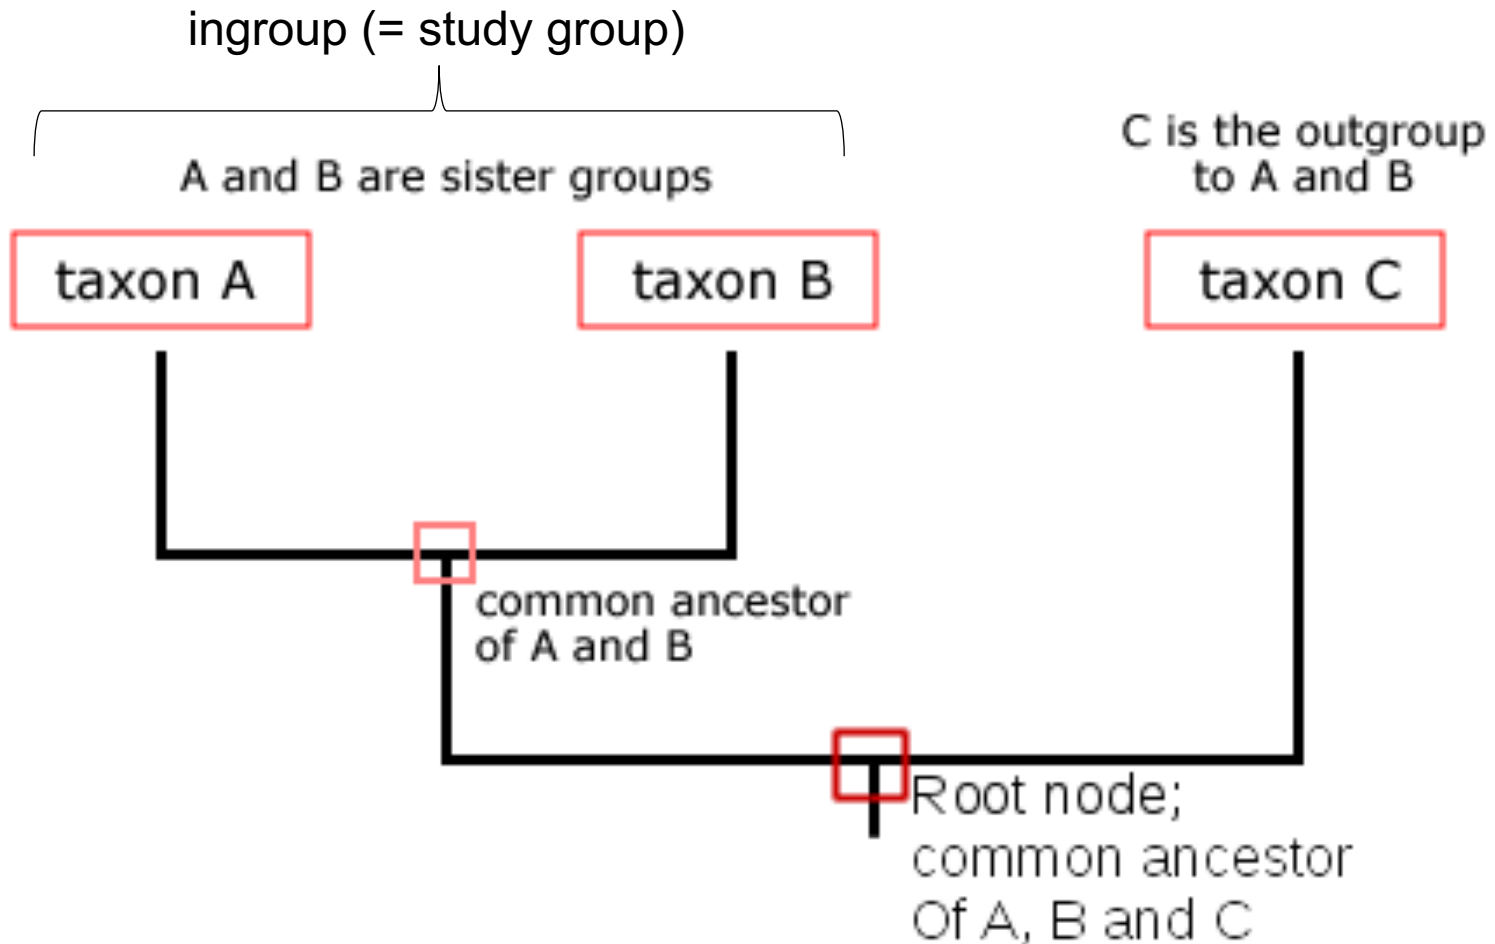 ingroup (= study group)
A and B are sister groups
C is the outgroup
to A and B
taxon A
taxon B
taxon C
common ancestor
of A and B
Root node;
common ancestor
Of A, B and C